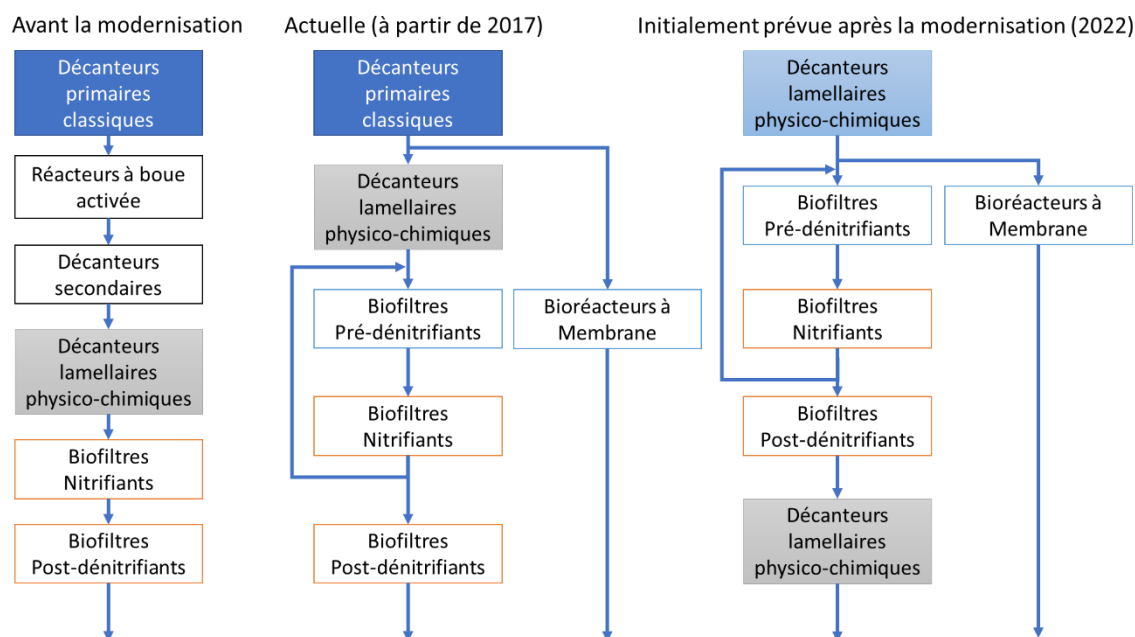 Avant la modernisation
Décanteurs
primaires
classiques
Réacteurs à boue
activée
Décanteurs
secondaires
Décanteurs
lamellaires
physico-chimiques
Biofiltres
Nitrifiants
Biofiltres
Post-dénitrifiants
Actuelle (à partir de 2017)
Décanteurs
primaires
classiques
Décanteurs
lamellaires
physico-chimiques
Biofiltres
Pré-dénitrifiants
Biofiltres
Nitrifiants
Biofiltres
Post-dénitrifiants
Bioréacteurs à
Membrane
Initialement prévue après la modernisation (2022)
Décanteurs
lamellaires
physico-chimiques
Biofiltres
Pré-dénitrifiants
Biofiltres
Nitrifiants
Biofiltres
Post-dénitrifiants
Décanteurs
lamellaires
physico-chimiques
Bioréacteurs à
Membrane